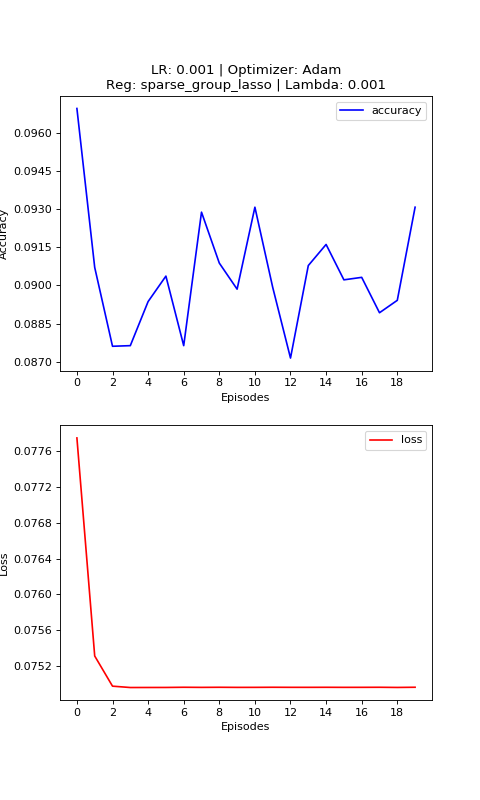 LR: 0.001 | Optimizer: Adam
Reg: sparse_group_lasso | Lambda: 0.001
accuracy
0.0960
0.0945
0.0930
0.0915
0.0900
0.0885
0.0870
Accuracy
0 2 4 6 8 10 12 14 16 18
Episodes
loss
0.0776
0.0772
0.0768
0.0764
0.0760
0.0756
0.0752
Loss
0 2 4 6 8 10 12 14 16 18
Episodes